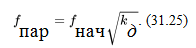 fпар = fнач√kд. (31.25)